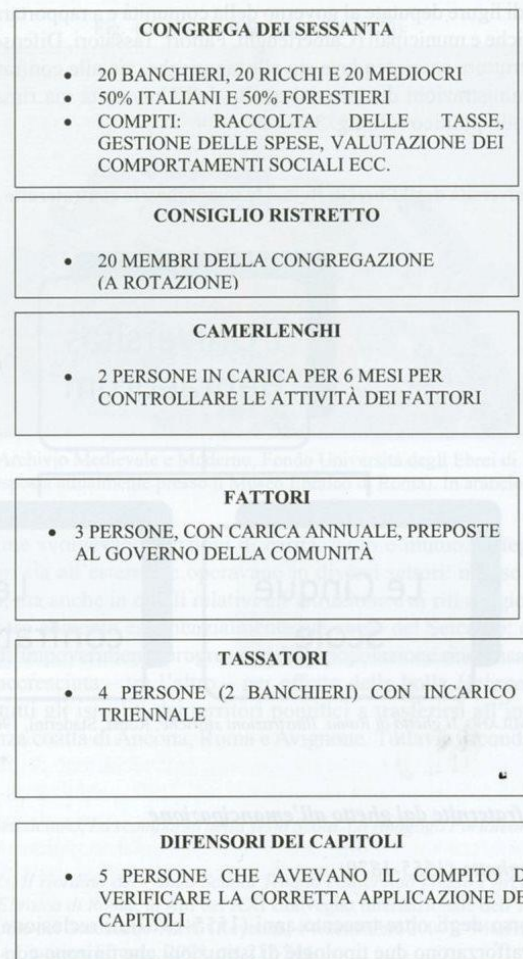 CONGREGA DEI SESSANTA
• 20 BANCHIERI, 20 RICCHI E 20 MEDIOCRI
• 50% ITALIANI E 50% FORESTIERI
• COMPITI: RACCOLTA DELLE TASSE,
GESTIONE DELLE SPESE, VALUTAZIONE DEI
COMPORTAMENTI SOCIALI ECC.
CONSIGLIO RISTRETTO
• 20 MEMBRI DELLA CONGREGAZIONE
(A ROTAZIONE)
CAMERLENGHI
• 2 PERSONE IN CARICA PER 6 MESI PER
CONTROLLARE LE ATTIVITÀ DEI FATTORI
FATTORI
• 3 PERSONE, CON CARICA ANNUALE, PREPOSTE
AL GOVERNO DELLA COMUNITÀ
TASSATORI
• 4 PERSONE (2 BANCHIERI) CON INCARICO
TRIENNALE
DIFENSORI DEI CAPITOLI
• 5 PERSONE CHE AVEVANO IL COMPITO D
VERIFICARE LA CORRETTA APPLICAZIONE DE
CAPITOLI